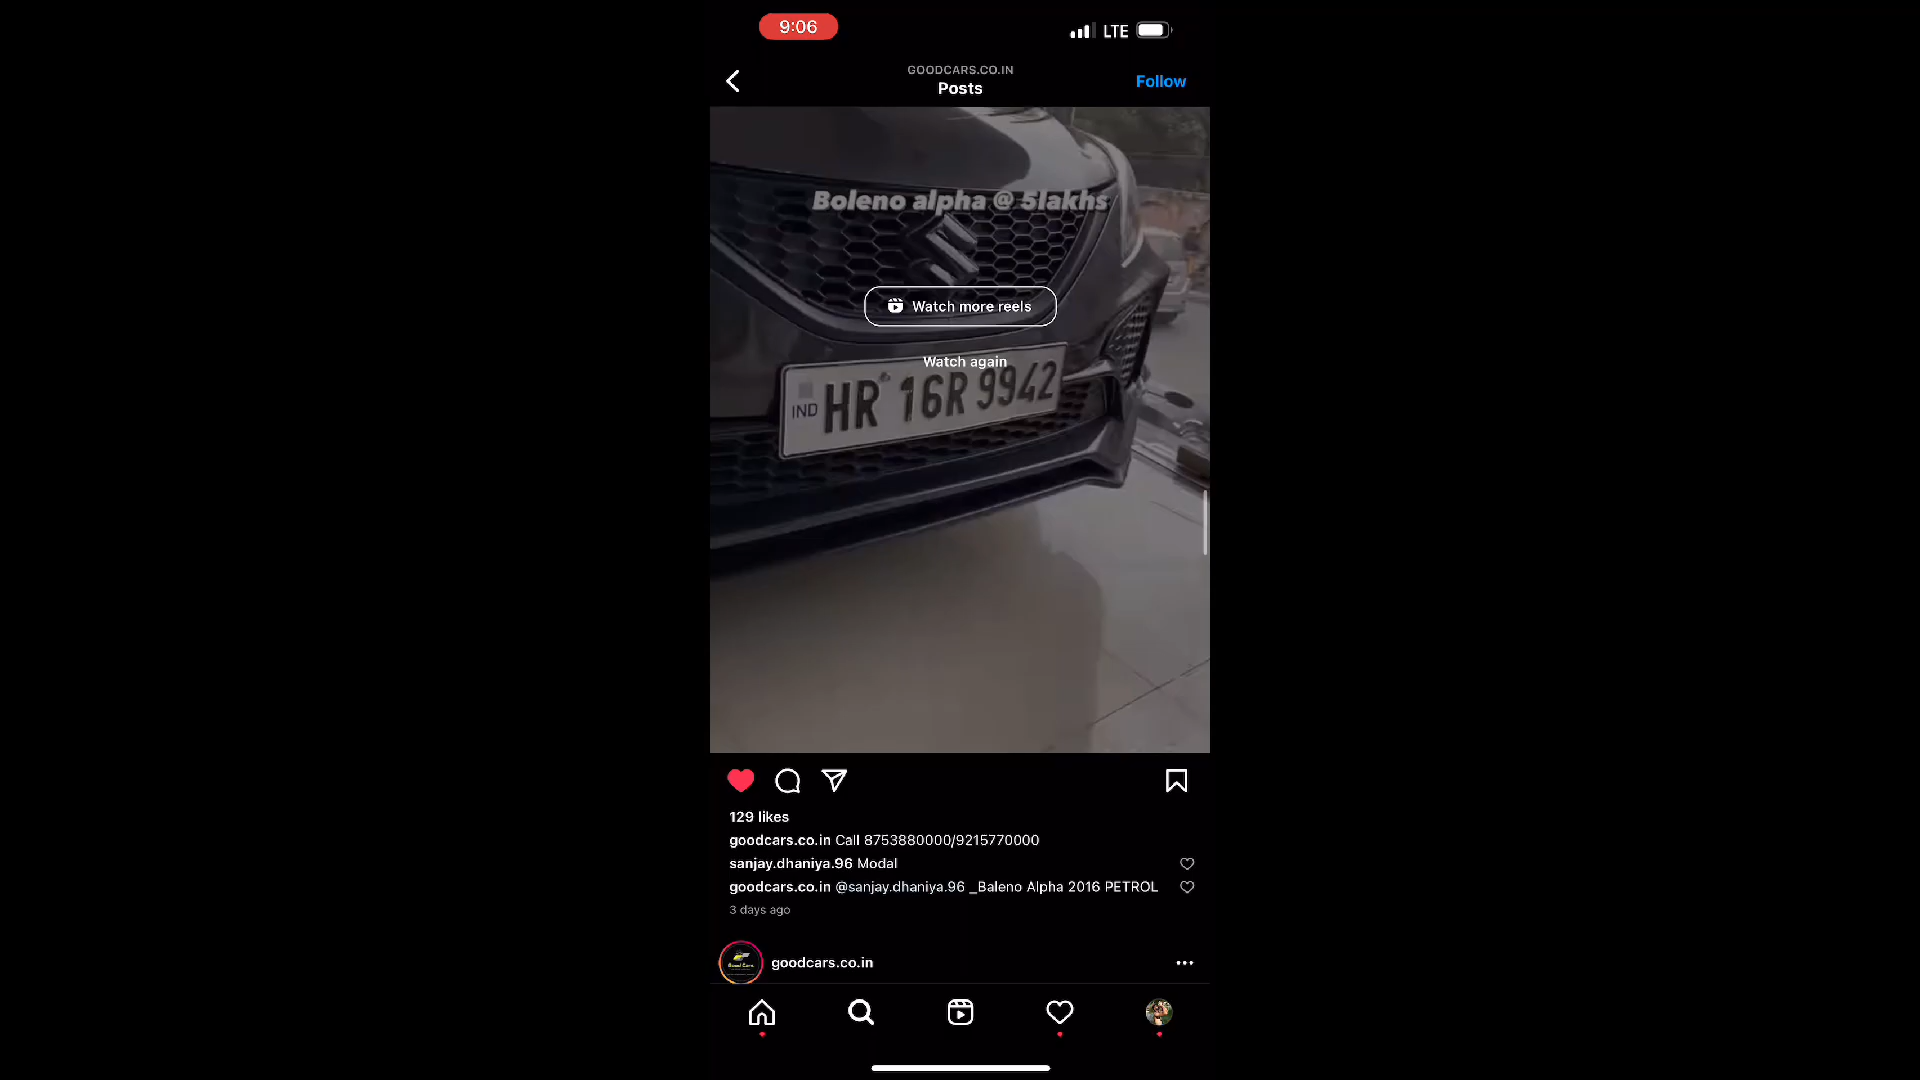 9:06
LTE
GOODCARS.CO.IN
Posts
Follow
Boleno alpha @ 5lakhs
Watch more reels
Watch again
IND HR 16R 9942
129 likes
goodcars.co.in Call 8753880000/9215770000
sanjay.dhaniya.96 Modal
goodcars.co.in @sanjay.dhaniya.96 _Baleno Alpha 2016 PETROL
3 days ago
Good Cars
goodcars.co.in